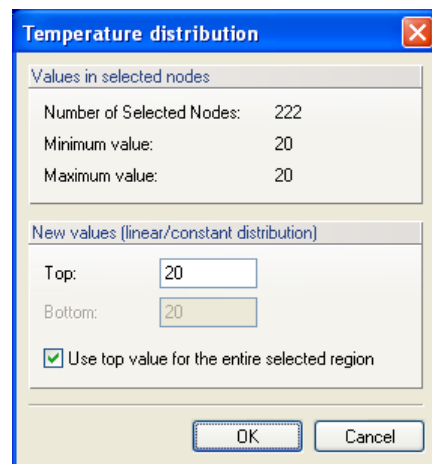 Temperature distribution
Values in selected nodes
Number of Selected Nodes: 222
Minimum value: 20
Maximum value: 20
New values (linear/constant distribution)
Top: 20
Bottom: 20
Use top value for the entire selected region
OK Cancel